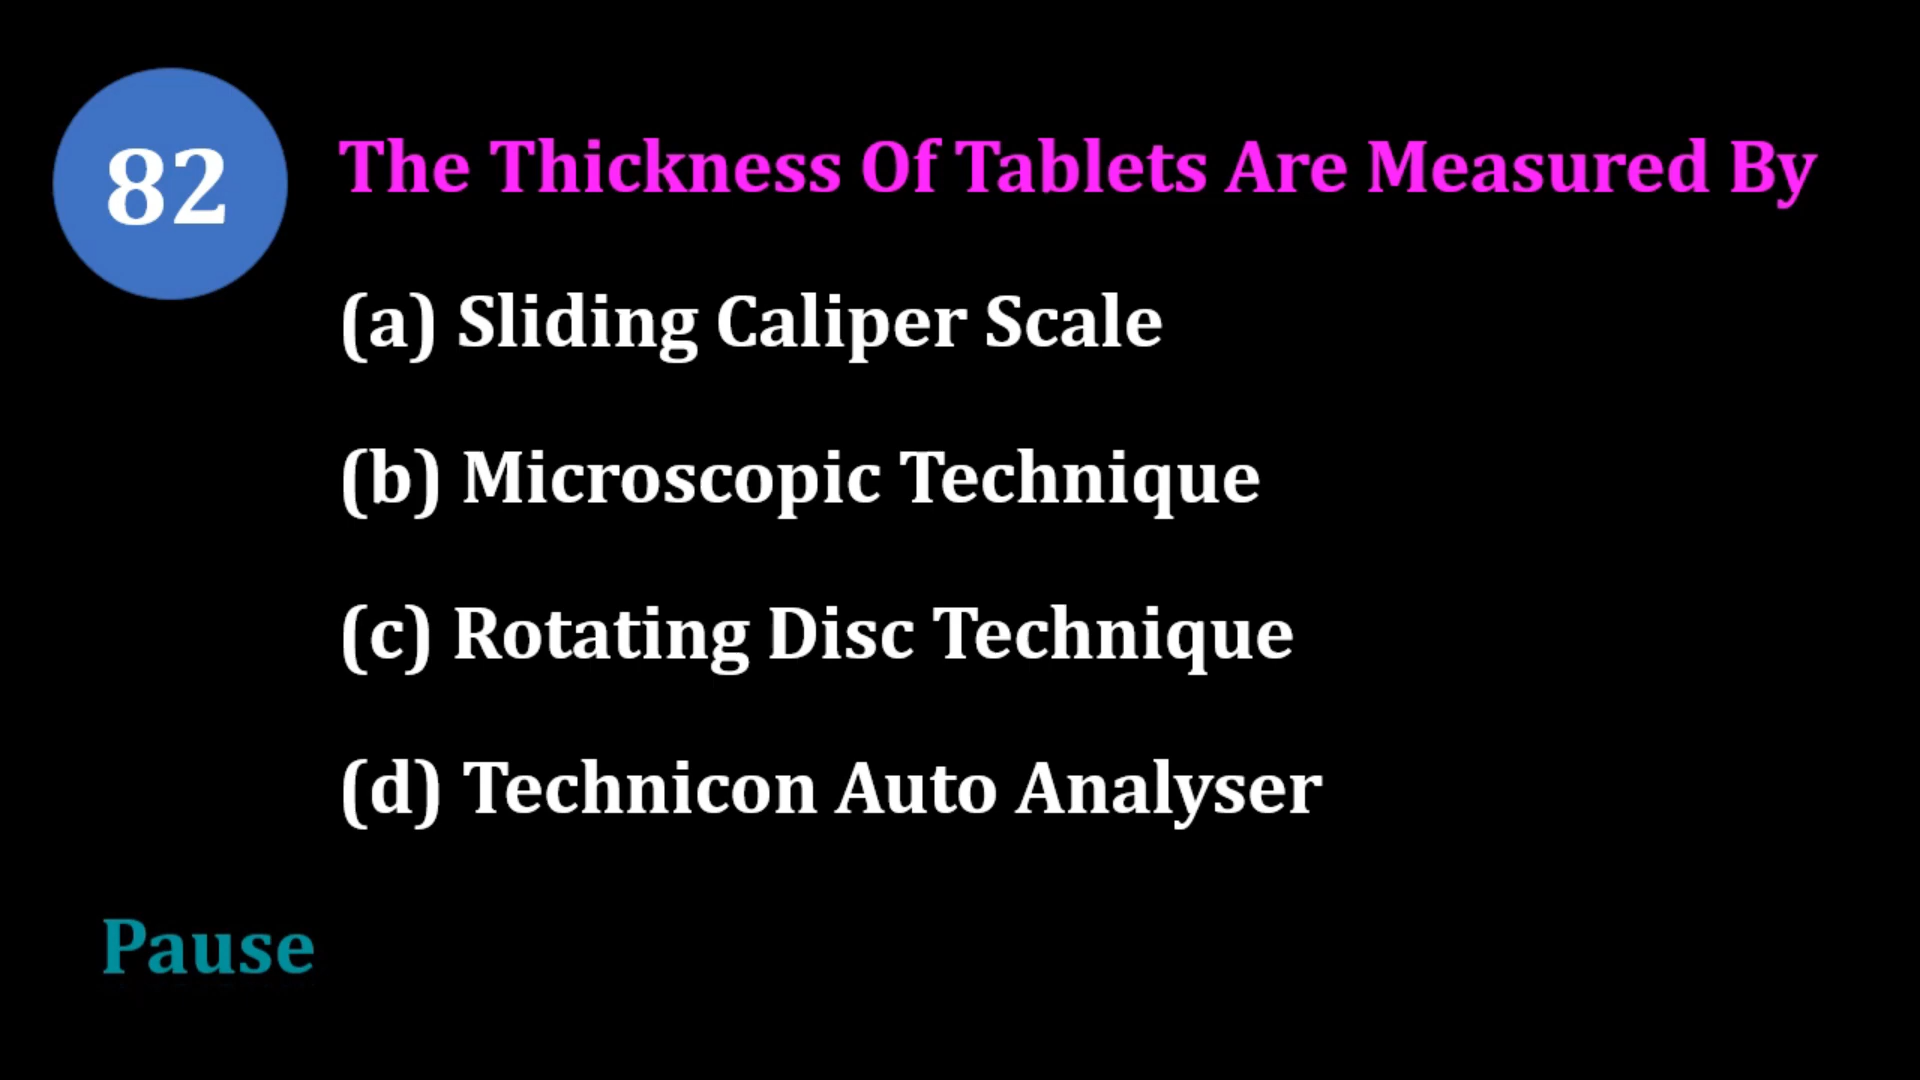 82
The Thickness Of Tablets Are Measured By
(a) Sliding Caliper Scale
(b) Microscopic Technique
(c) Rotating Disc Technique
(d) Technicon Auto Analyser
Pause